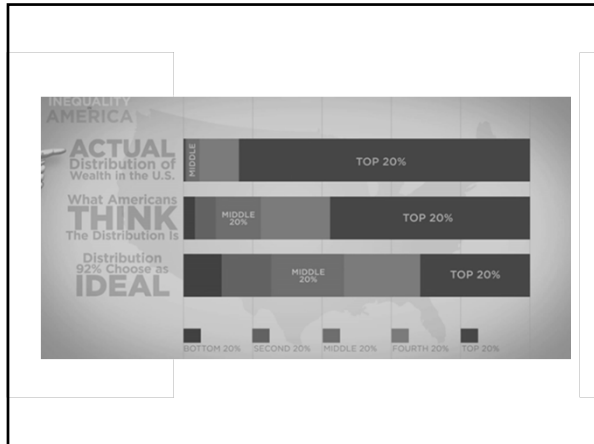 INEQUALITY
AMERICA
ACTUAL
Distribution of
Wealth in the U.S.
MIDDLE
TOP 20%
What Americans
THINK
The Distribution Is
MIDDLE
20%
TOP 20%
Distribution
92% Choose as
IDEAL
MIDDLE
20%
TOP 20%
BOTTOM 20%
SECOND 20%
MIDDLE 20%
FOURTH 20%
TOP 20%